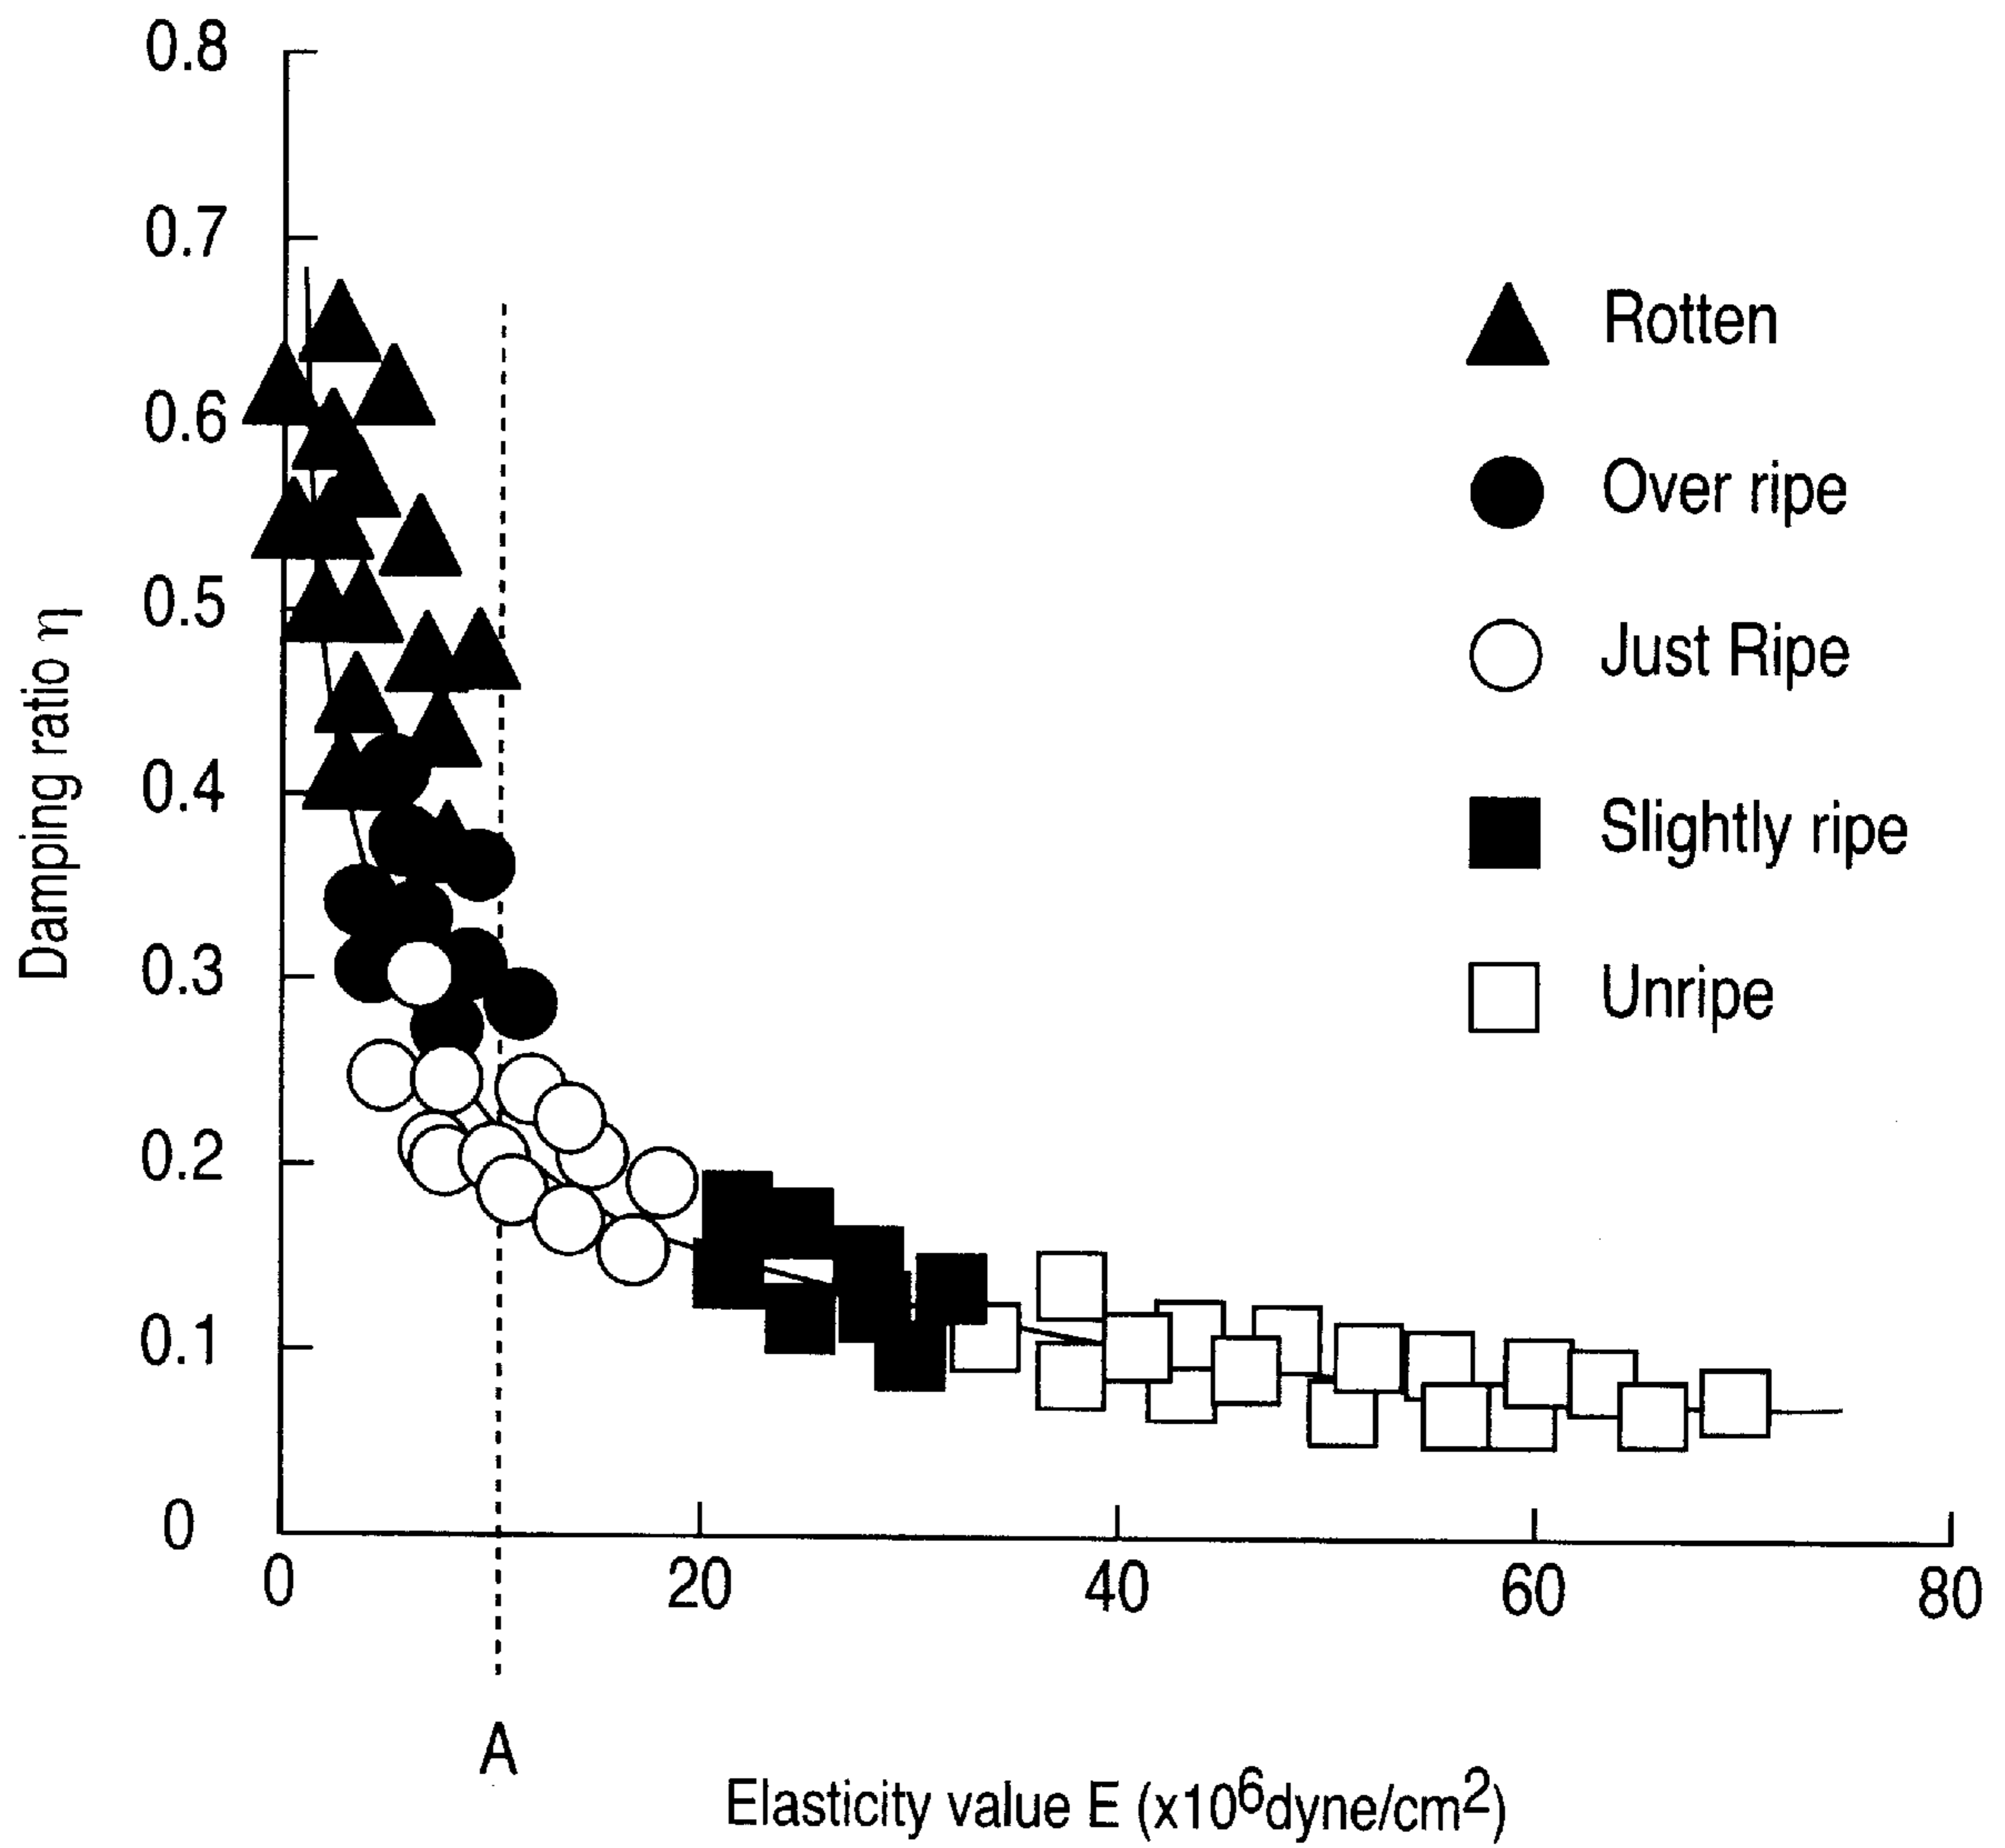 0.8
0.7
0.6
0.5
0.4
0.3
0.2
0.1
0
Damping ratio η
Rotten
Over ripe
Just Ripe
Slightly ripe
Unripe
0 20 40 60 80
A
Elasticity value E (x10⁶dyne/cm²)